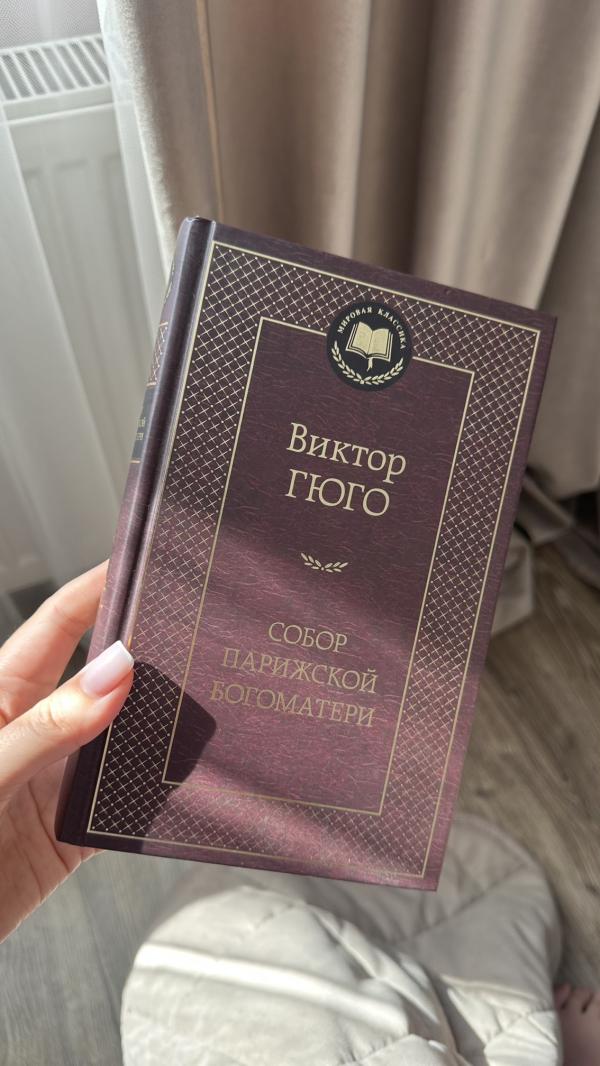 МИРОВАЯ КЛАССИКА
Виктор
ГЮГО
СОБОР
ПАРИЖСКОЙ
БОГОМАТЕРИ